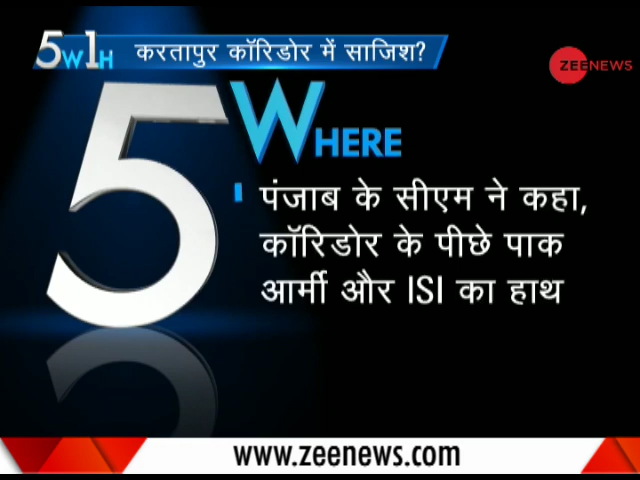 5W1H
करतापुर कॉरिडोर में साजिश?
ZEENEWS
5
WHERE
पंजाब के सीएम ने कहा,
कॉरिडोर के पीछे पाक
आर्मी और ISI का हाथ
www.zeenews.com